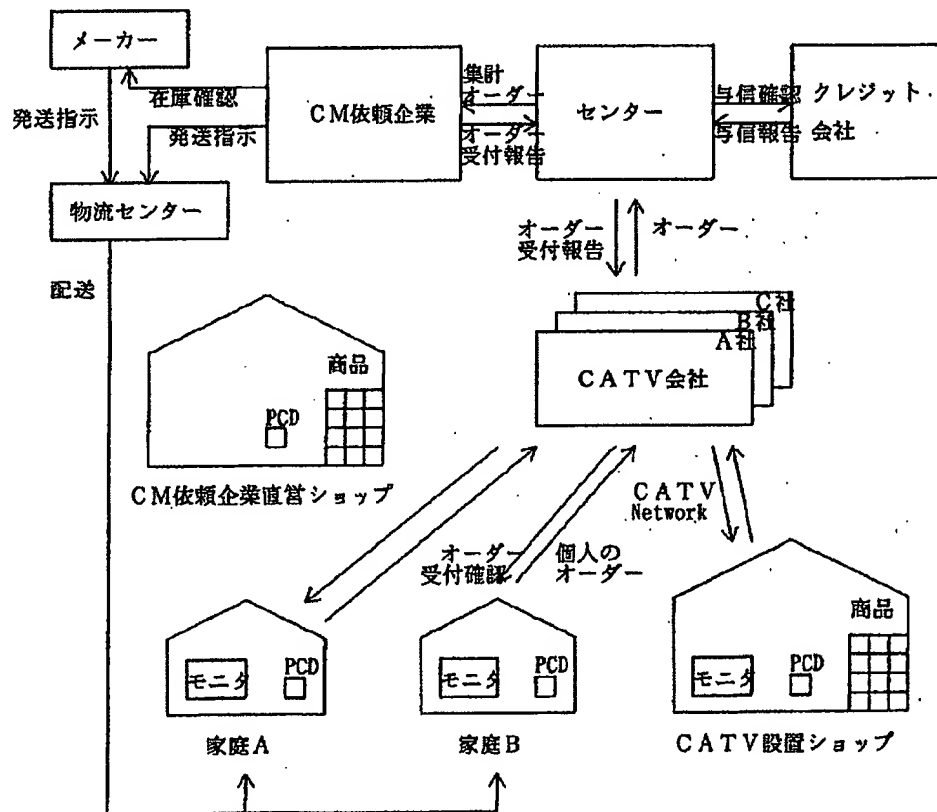 メーカー
発送指示
在庫確認
発送指示
CM依頼企業
集計
オーダー
オーダー
受付報告
センター
与信確認
与信報告
クレジット
会社
物流センター
配送
オーダー
受付報告
オーダー
C社
B社
A社
CATV会社
商品
PCD
CM依頼企業直営ショップ
CATV
Network
オーダー
受付確認
個人の
オーダー
モニタ
PCD
家庭A
モニタ
PCD
家庭B
商品
モニタ
PCD
CATV設置ショップ